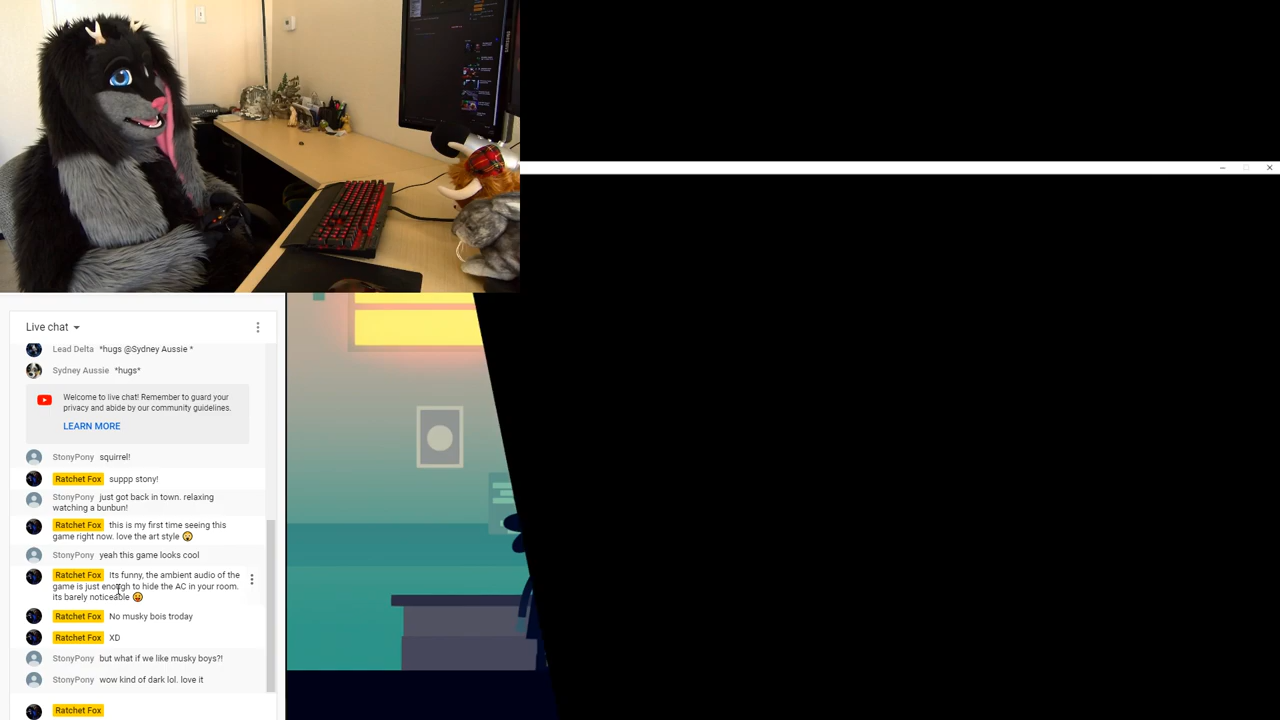 Live chat
Lead Delta *hugs @Sydney Aussie *
Sydney Aussie *hugs*
Welcome to live chat! Remember to guard your
privacy and abide by our community guidelines.
LEARN MORE
StonyPony squirrel!
Ratchet Fox suppp stony!
StonyPony just got back in town. relaxing
watching a bunbun!
Ratchet Fox this is my first time seeing this
game right now. love the art style
StonyPony yeah this game looks cool
Ratchet Fox Its funny, the ambient audio of the
game is just enough to hide the AC in your room.
its barely noticeable
Ratchet Fox No musky bois troday
Ratchet Fox XD
StonyPony but what if we like musky boys?!
StonyPony wow kind of dark lol. love it
Ratchet Fox